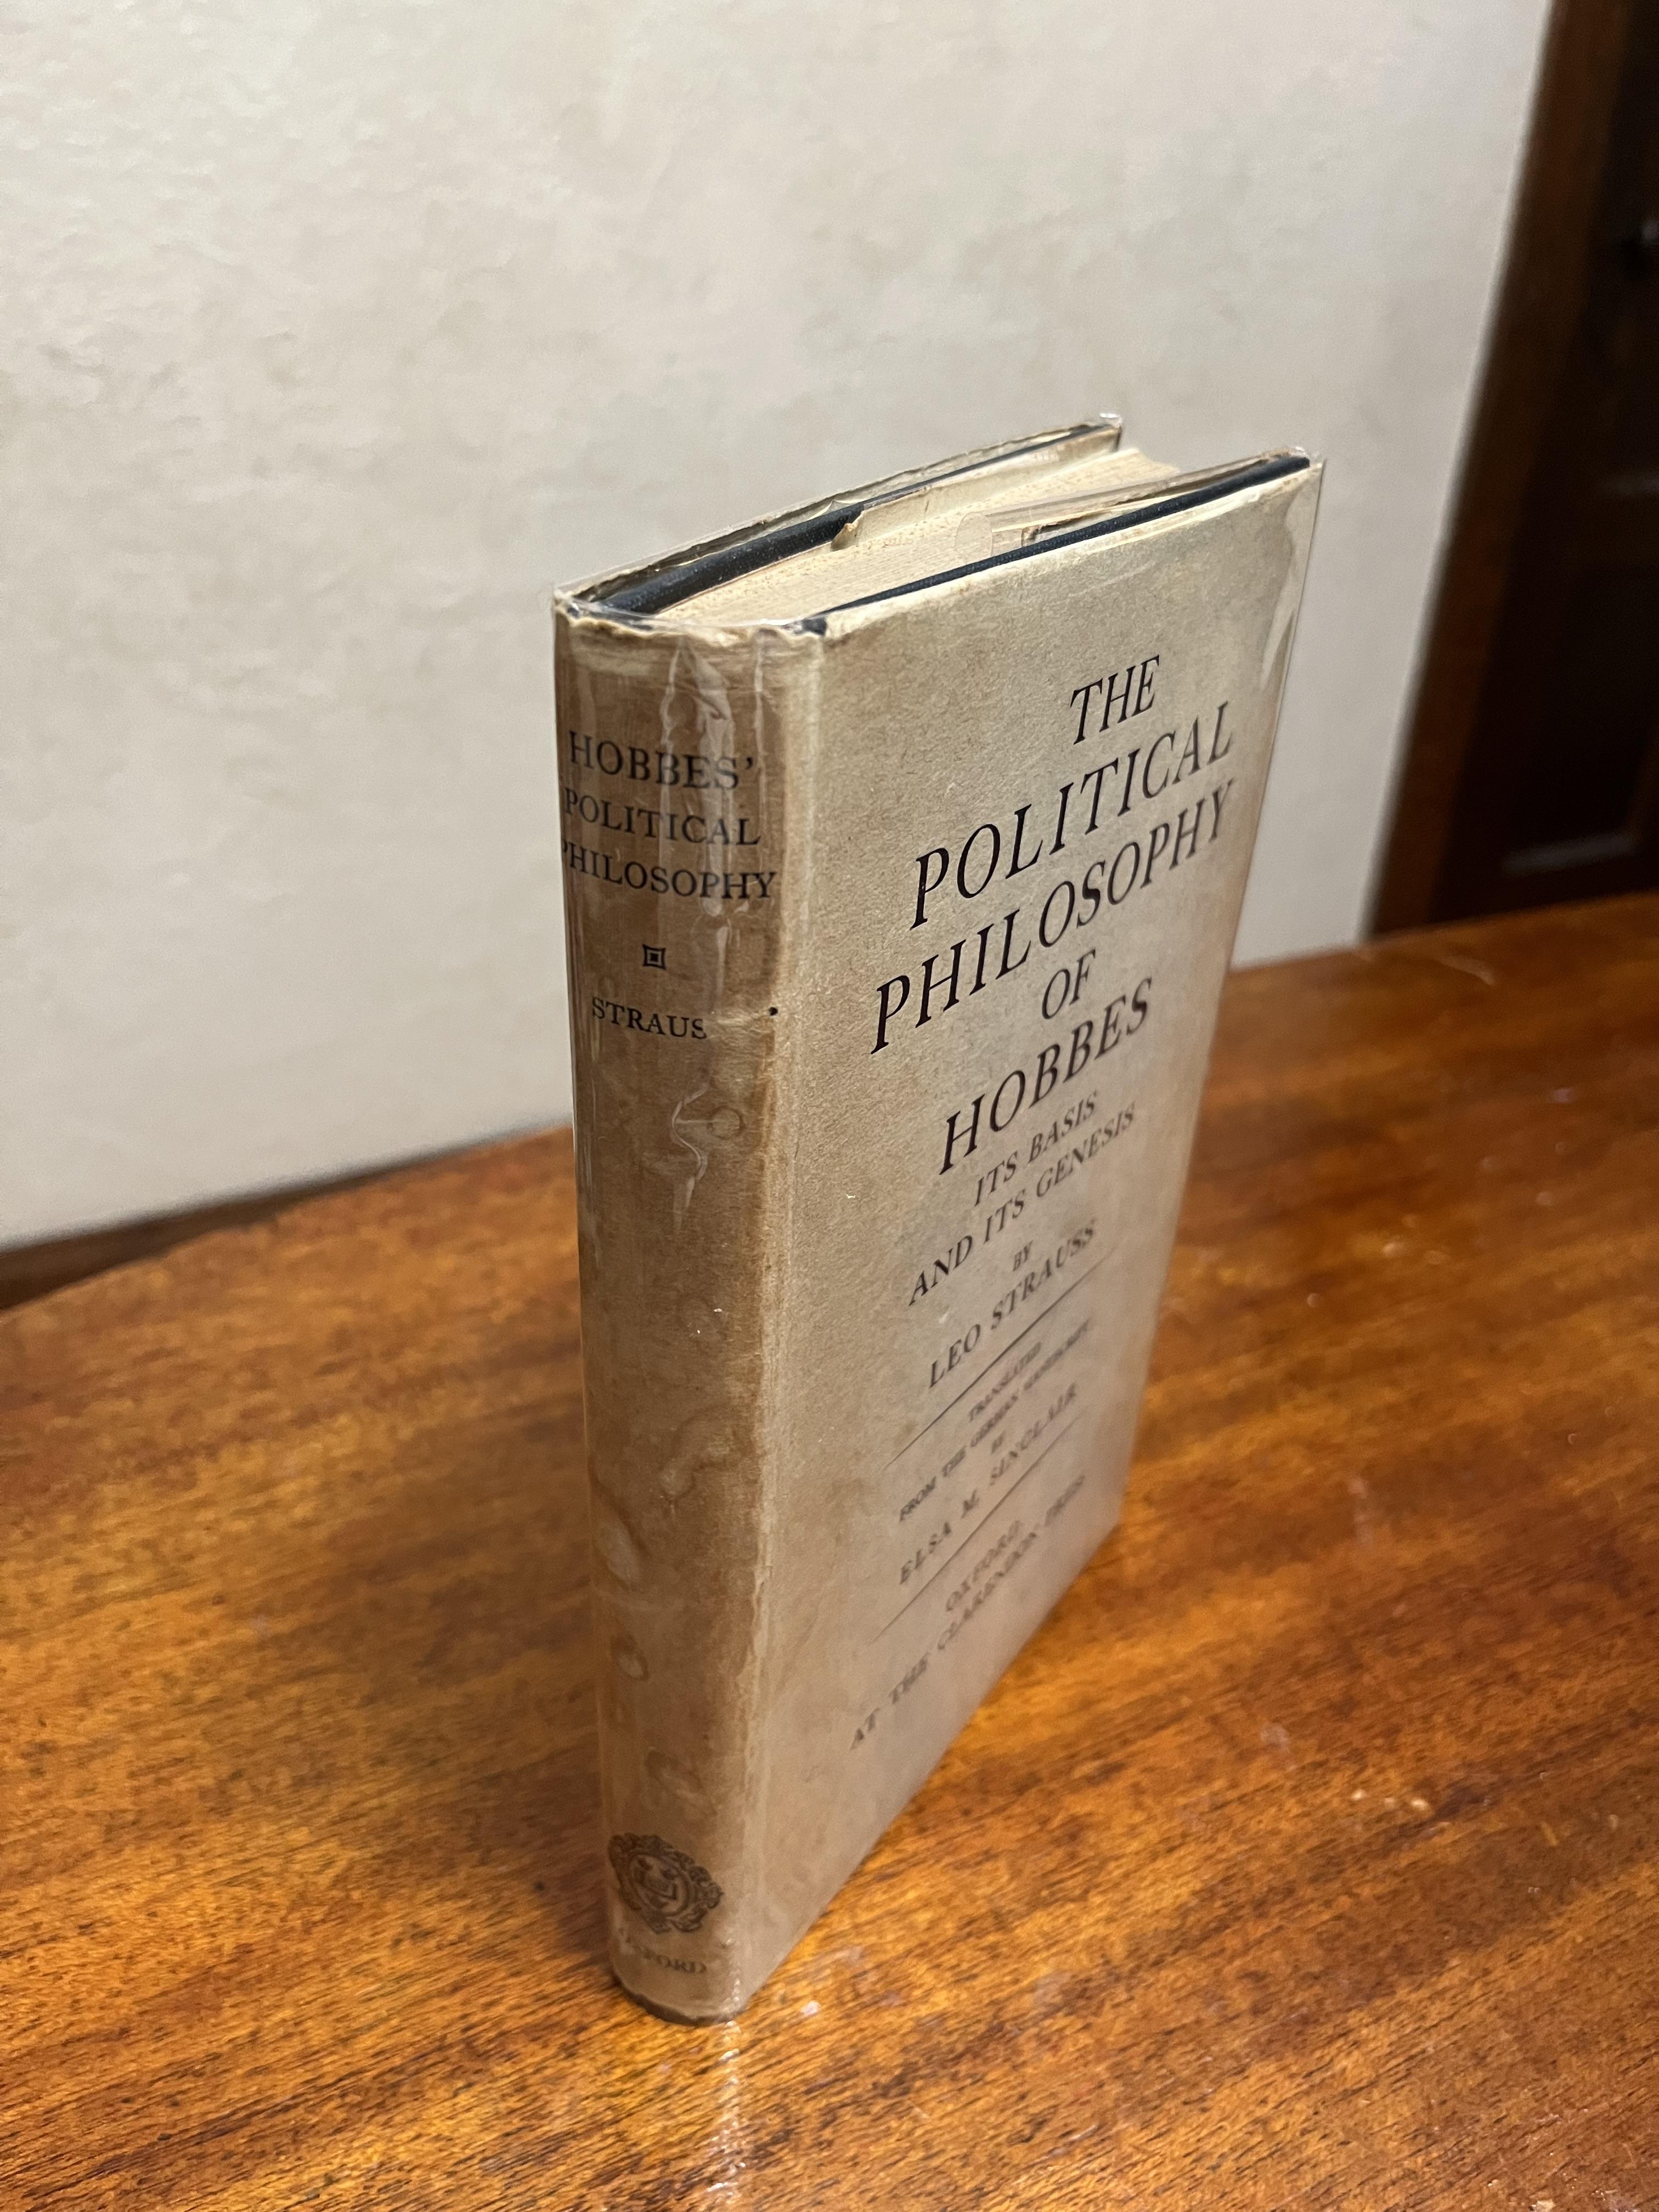 HOBBES'
POLITICAL
PHILOSOPHY
STRAUS
OXFORD
THE
POLITICAL
PHILOSOPHY
OF
HOBBES
ITS BASIS
AND ITS GENESIS
BY
LEO STRAUSS
TRANSLATED
FROM THE GERMAN MANUSCRIPT
BY
ELSA M. SINCLAIR
OXFORD
AT THE CLARENDON PRESS